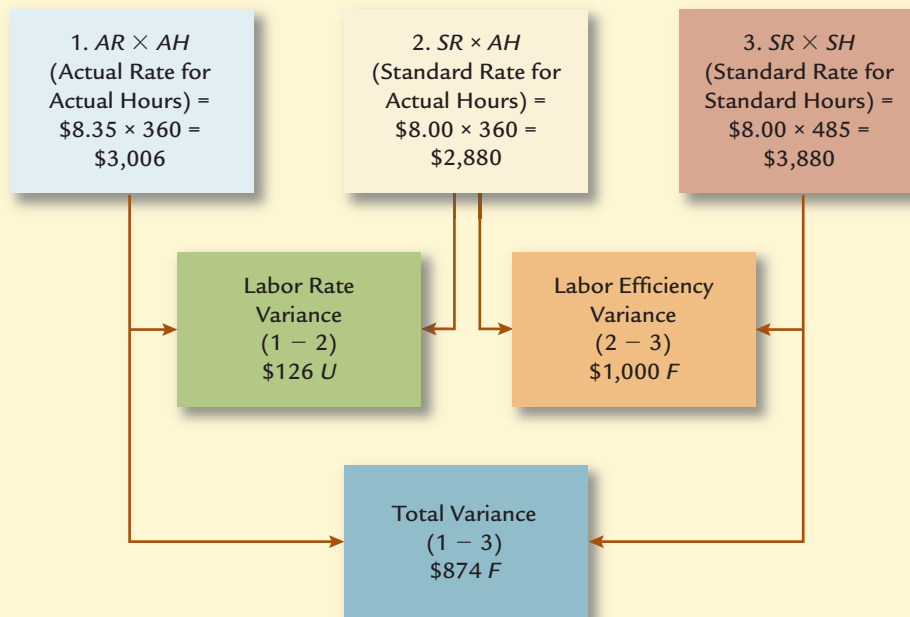 1. AR × AH
(Actual Rate for
Actual Hours) =
$8.35 × 360 =
$3,006
2. SR × AH
(Standard Rate for
Actual Hours) =
$8.00 × 360 =
$2,880
3. SR × SH
(Standard Rate for
Standard Hours) =
$8.00 × 485 =
$3,880
Labor Rate
Variance
(1 − 2)
$126 U
Labor Efficiency
Variance
(2 − 3)
$1,000 F
Total Variance
(1 − 3)
$874 F